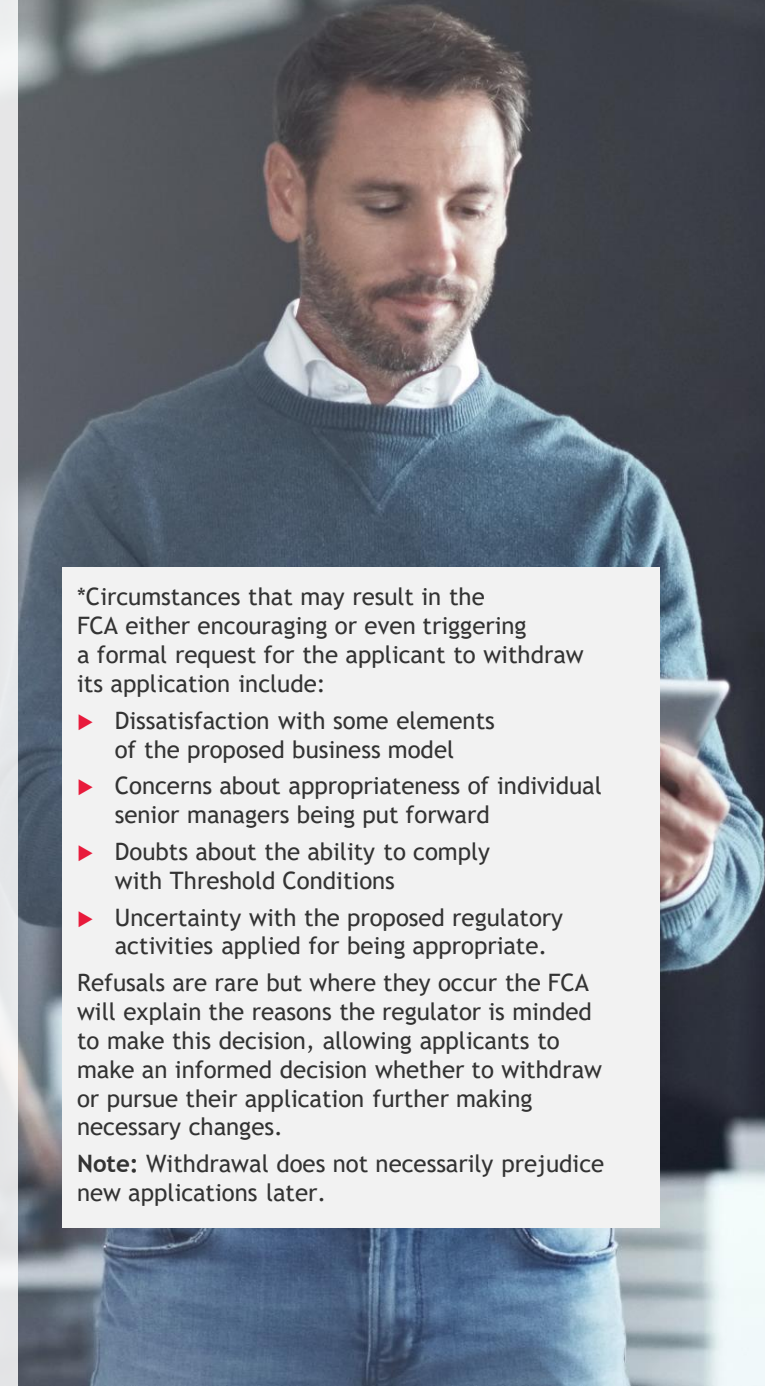 *Circumstances that may result in the
FCA either encouraging or even triggering
a formal request for the applicant to withdraw
its application include:
► Dissatisfaction with some elements
of the proposed business model
► Concerns about appropriateness of individual
senior managers being put forward
► Doubts about the ability to comply
with Threshold Conditions
► Uncertainty with the proposed regulatory
activities applied for being appropriate.
Refusals are rare but where they occur the FCA
will explain the reasons the regulator is minded
to make this decision, allowing applicants to
make an informed decision whether to withdraw
or pursue their application further making
necessary changes.
Note: Withdrawal does not necessarily prejudice
new applications later.